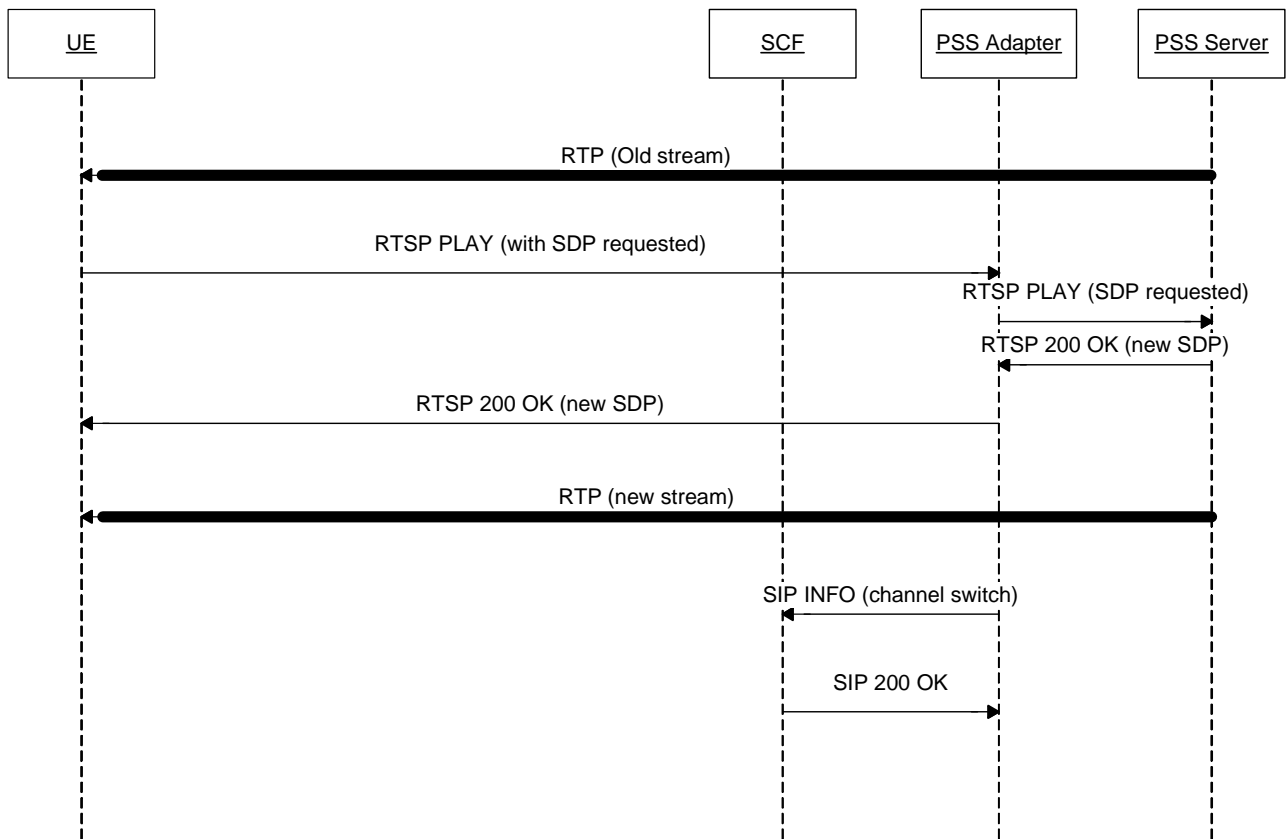 UE
SCF
PSS Adapter
PSS Server
RTP (Old stream)
RTSP PLAY (with SDP requested)
RTSP PLAY (SDP requested)
RTSP 200 OK (new SDP)
RTSP 200 OK (new SDP)
RTP (new stream)
SIP INFO (channel switch)
SIP 200 OK